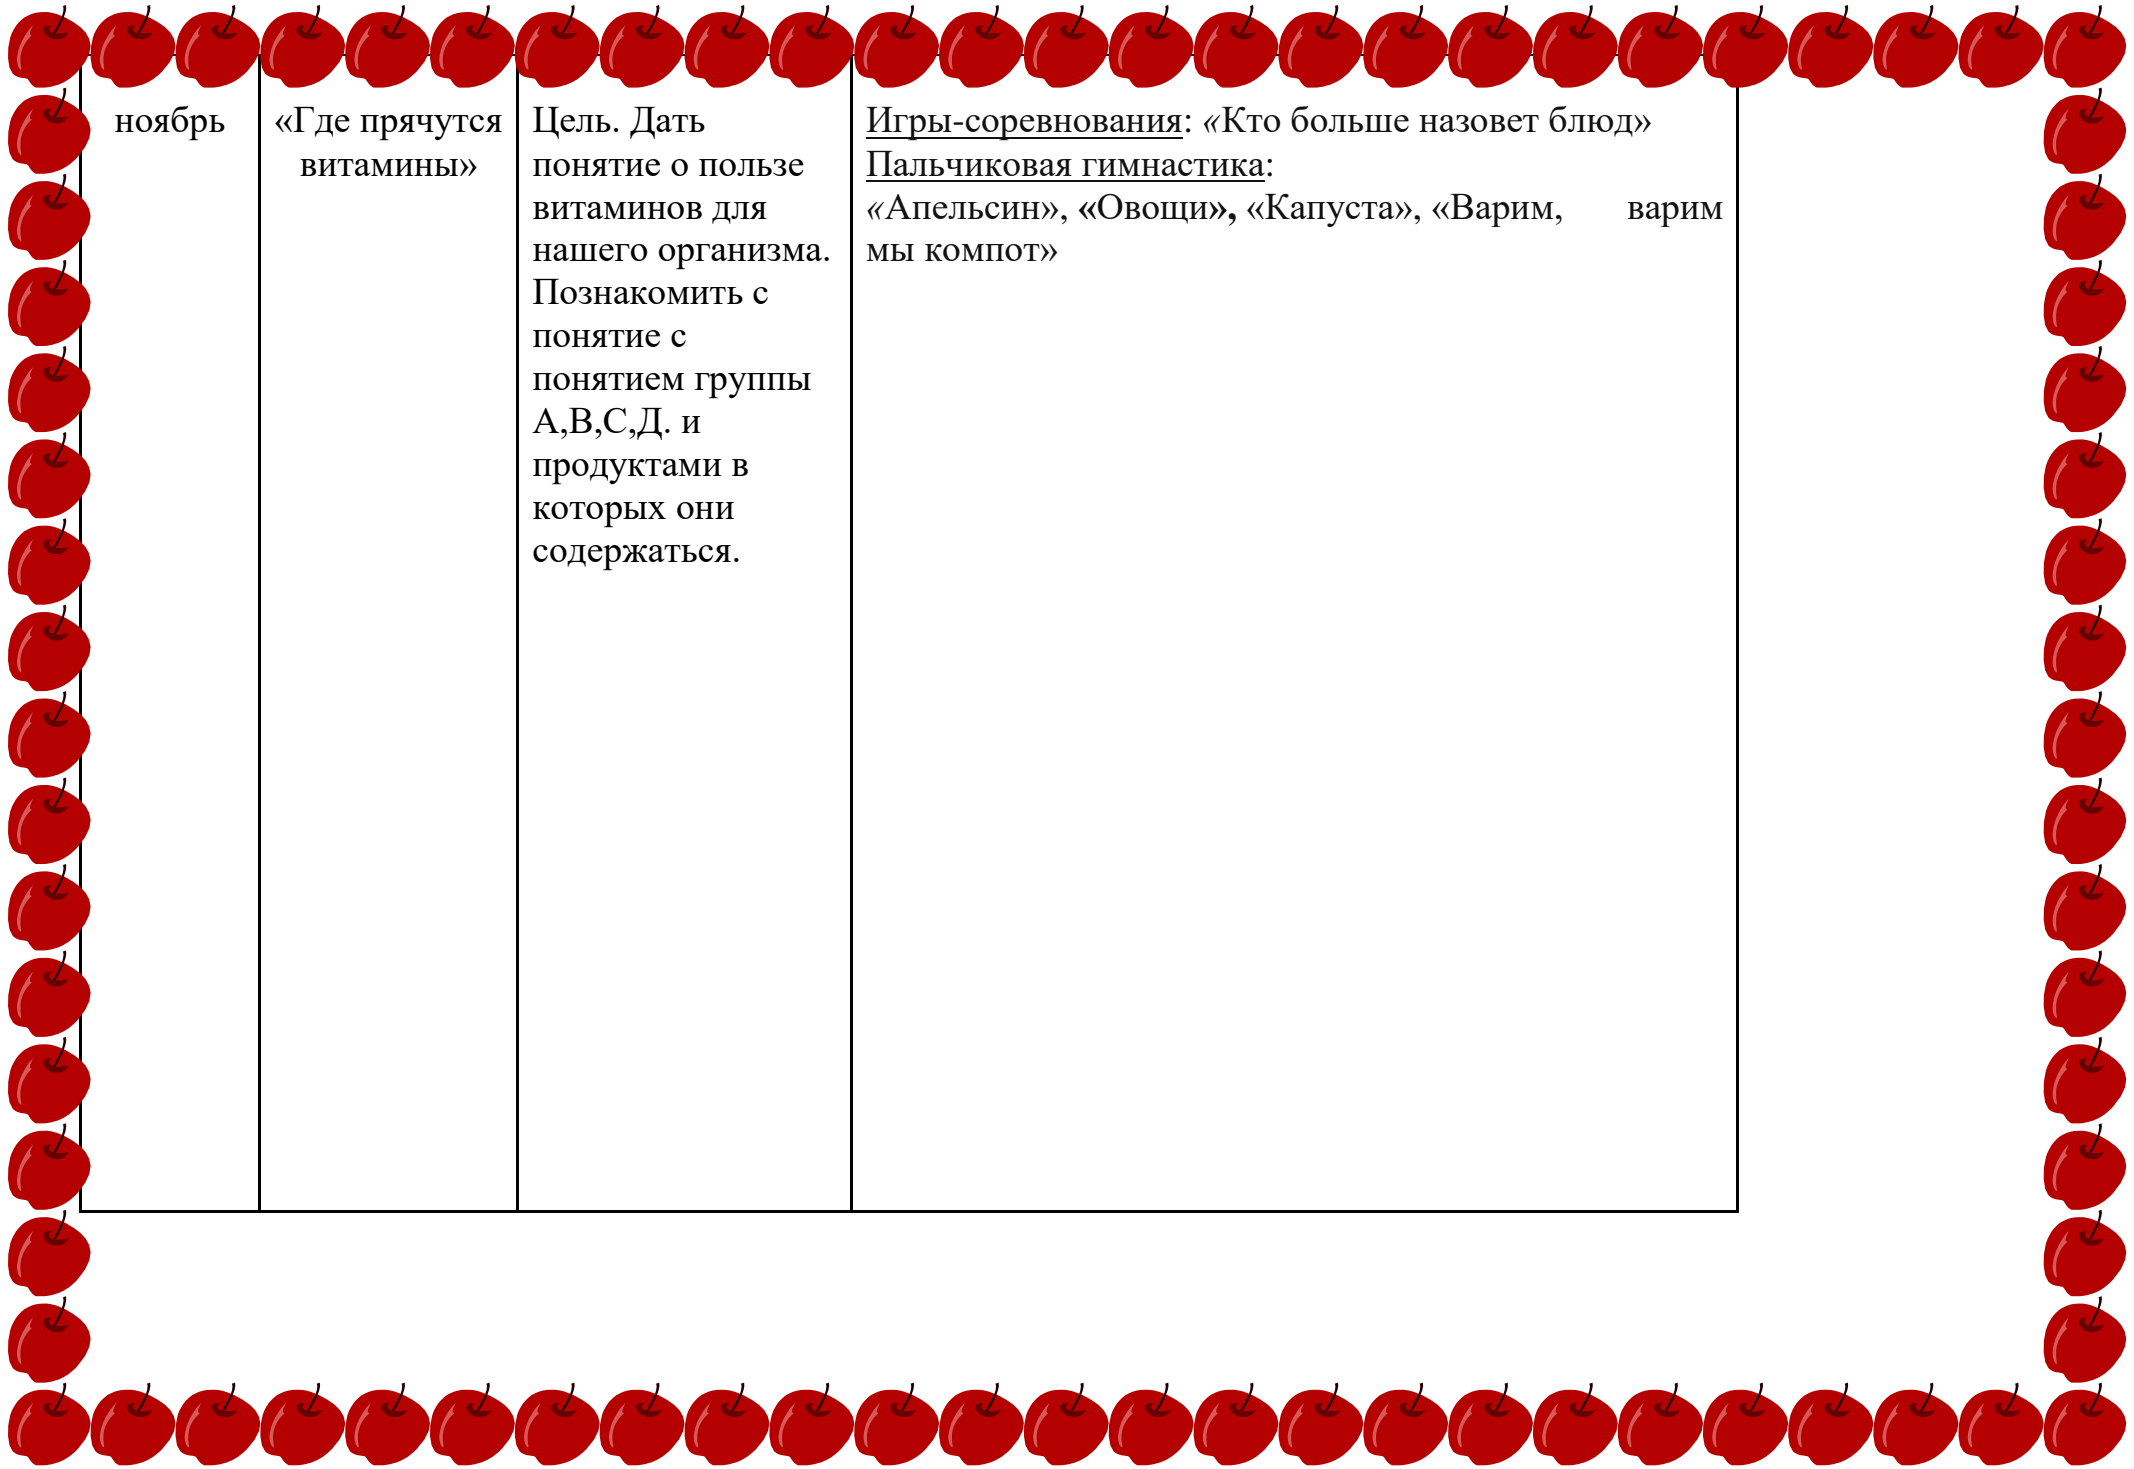 ноябрь
«Где прячутся
витамины»
Цель. Дать
понятие о пользе
витаминов для
нашего организма.
Познакомить с
понятие с
понятием группы
А,В,С,Д. и
продуктами в
которых они
содержаться.
Игры-соревнования: «Кто больше назовет блюд»
Пальчиковая гимнастика:
«Апельсин», «Овощи», «Капуста», «Варим, варим
мы компот»